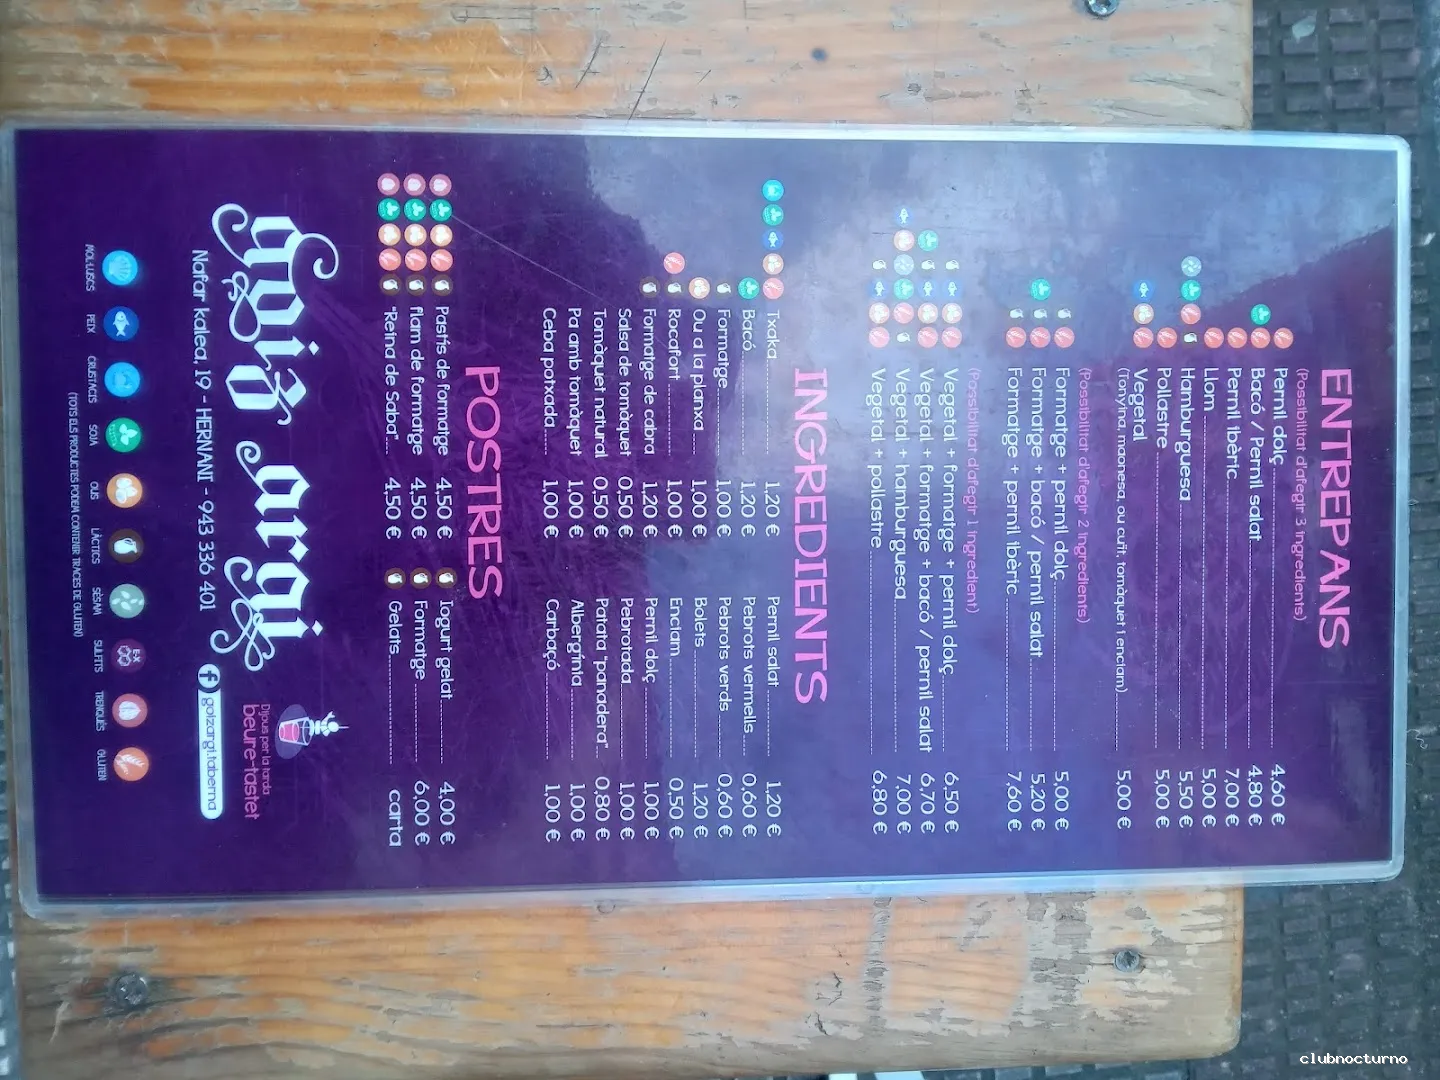 ENTREPANS
(Possibilitat d'afegir 3 ingredients)
Pernil dolç 4,60 €
Bacó / Pernil salat 4,80 €
Pernil Ibèric 7,00 €
Llom 5,00 €
Hamburguesa 5,50 €
Pollastre 5,00 €
Vegetal
(Tonyina, maonesa, ou cuit, tomàquet i enciam) 5,00 €
(Possibilitat d'afegir 2 ingredients)
Formatge + pernil dolç 5,00 €
Formatge + bacó / pernil salat 5,20 €
Formatge + pernil Ibèric 7,60 €
(Possibilitat d'afegir 1 ingredient)
Vegetal + formatge + pernil dolç 6,50 €
Vegetal + formatge + bacó / pernil salat 6,70 €
Vegetal + hamburguesa 7,00 €
Vegetal + pollastre 6,80 €
INGREDIENTS
Txaka 1,20 €
Bacó 1,20 €
Formatge 1,00 €
Ou a la planxa 1,00 €
Rocafort 1,00 €
Formatge de cabra 1,20 €
Salsa de tomàquet 0,50 €
Tomàquet natural 0,50 €
Pa amb tomàquet 1,00 €
Ceba potxada 1,00 €
Pernil salat 1,20 €
Pebrots vermells 0,60 €
Pebrots verds 0,60 €
Bolets 1,20 €
Enciam 0,50 €
Pernil dolç 1,00 €
Pebrotada 1,00 €
Patata "panadera" 0,80 €
Albergínia 1,00 €
Carbaçó 1,00 €
POSTRES
Pastís de formatge 4,50 €
flam de formatge 4,50 €
"Reina de Saba" 4,50 €
Iogurt gelat 4,00 €
Formatge 6,00 €
Gelats carta
goiz argi
Dijous per la tarda
beure-tastet
Nafar kalea, 19 - HERNANI - 943 336 401
f goizargi.taberna
MOL·LUSCS
PEIX
CRUSTACIS
SOJA
OUS
LÀCTICS
SÈSAM
E-X
SULFITS
GLUTEN
(TOTS ELS PRODUCTES PODEN CONTENIR TRACES DE GLUTEN)
clubnocturno